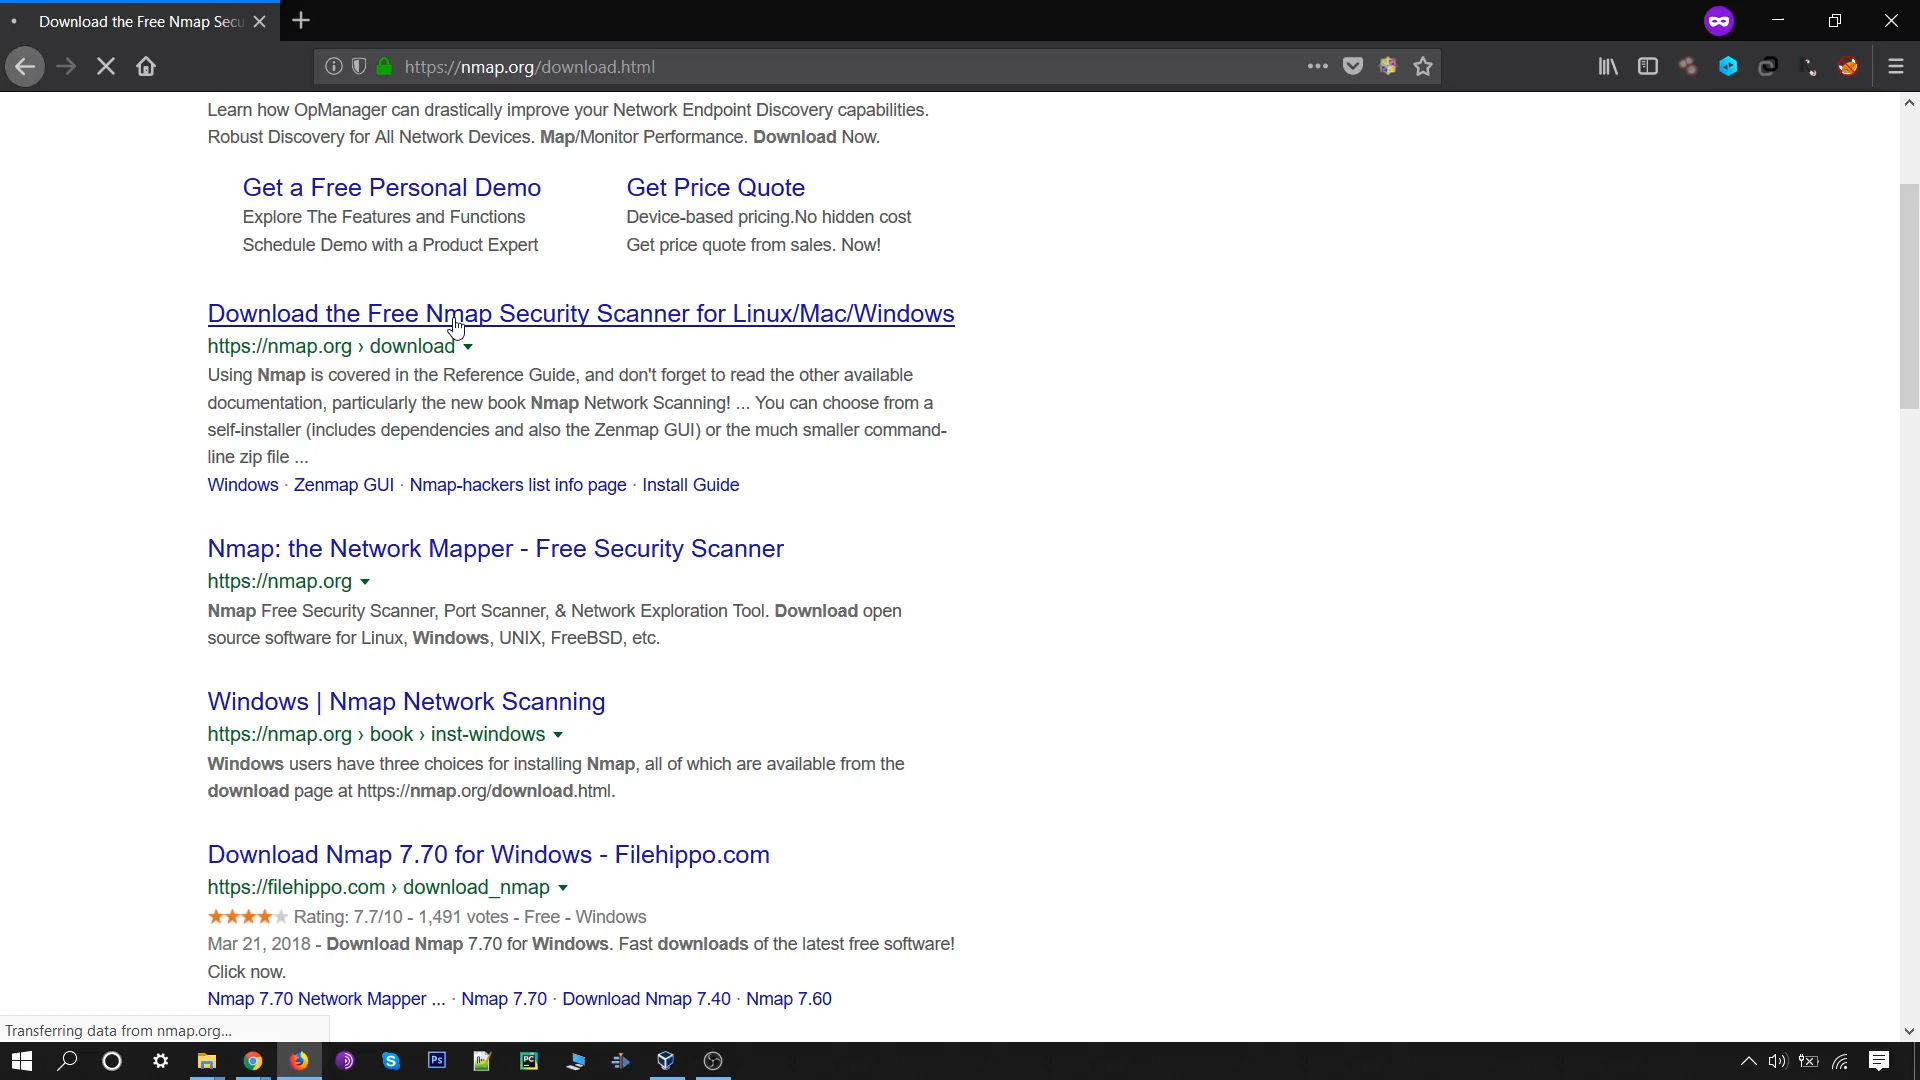 Download the Free Nmap Secu
https://nmap.org/download.html
Learn how OpManager can drastically improve your Network Endpoint Discovery capabilities.
Robust Discovery for All Network Devices. Map/Monitor Performance. Download Now.
Get a Free Personal Demo
Explore The Features and Functions
Schedule Demo with a Product Expert
Get Price Quote
Device-based pricing.No hidden cost
Get price quote from sales. Now!
Download the Free Nmap Security Scanner for Linux/Mac/Windows
https://nmap.org › download
Using Nmap is covered in the Reference Guide, and don't forget to read the other available
documentation, particularly the new book Nmap Network Scanning! ... You can choose from a
self-installer (includes dependencies and also the Zenmap GUI) or the much smaller command-
line zip file ...
Windows · Zenmap GUI · Nmap-hackers list info page · Install Guide
Nmap: the Network Mapper - Free Security Scanner
https://nmap.org
Nmap Free Security Scanner, Port Scanner, & Network Exploration Tool. Download open
source software for Linux, Windows, UNIX, FreeBSD, etc.
Windows | Nmap Network Scanning
https://nmap.org › book › inst-windows
Windows users have three choices for installing Nmap, all of which are available from the
download page at https://nmap.org/download.html.
Download Nmap 7.70 for Windows - Filehippo.com
https://filehippo.com › download_nmap
Rating: 7.7/10 - 1,491 votes - Free - Windows
Mar 21, 2018 - Download Nmap 7.70 for Windows. Fast downloads of the latest free software!
Click now.
Nmap 7.70 Network Mapper ... · Nmap 7.70 · Download Nmap 7.40 · Nmap 7.60
Transferring data from nmap.org...
Ps
PC